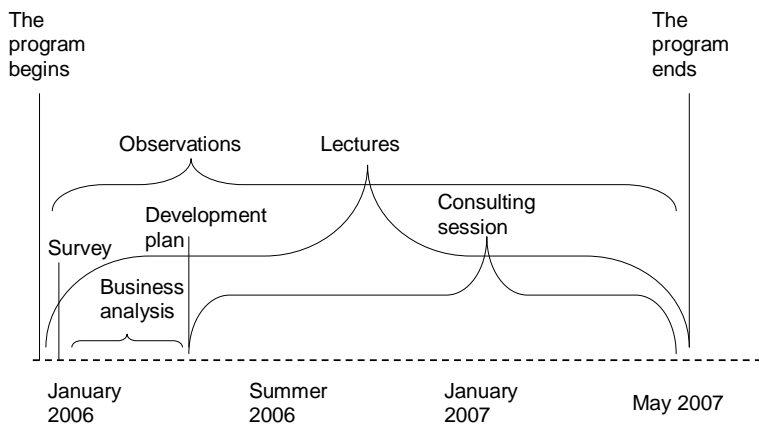 The
program
begins
The
program
ends
Observations
Lectures
Consulting
session
Development
plan
Survey
Business
analysis
January
2006
Summer
2006
January
2007
May 2007